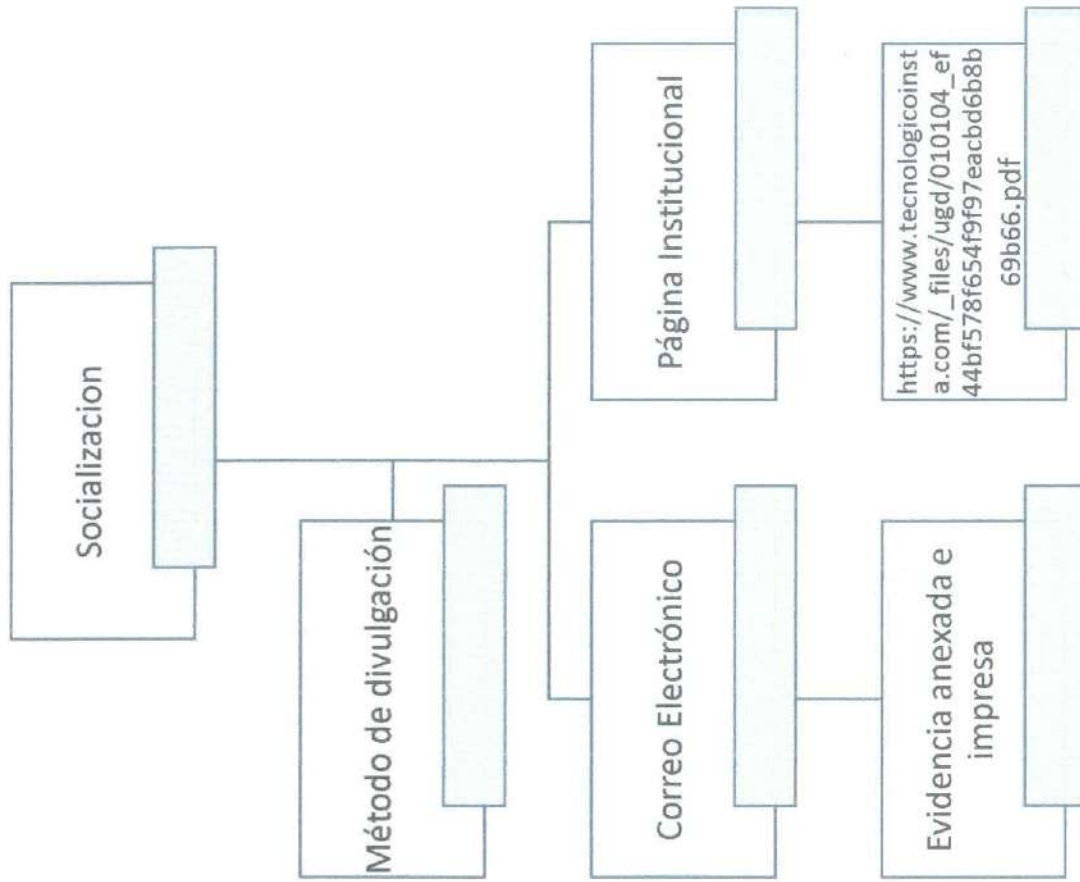 Socializacion
Método de divulgación
Correo Electrónico
Página Institucional
Evidencia anexada e
impresa
https://www.tecnologicoinst
a.com/_files/ugd/010104_ef
44bf578f654f9f97eacbd6b8b
69b66.pdf